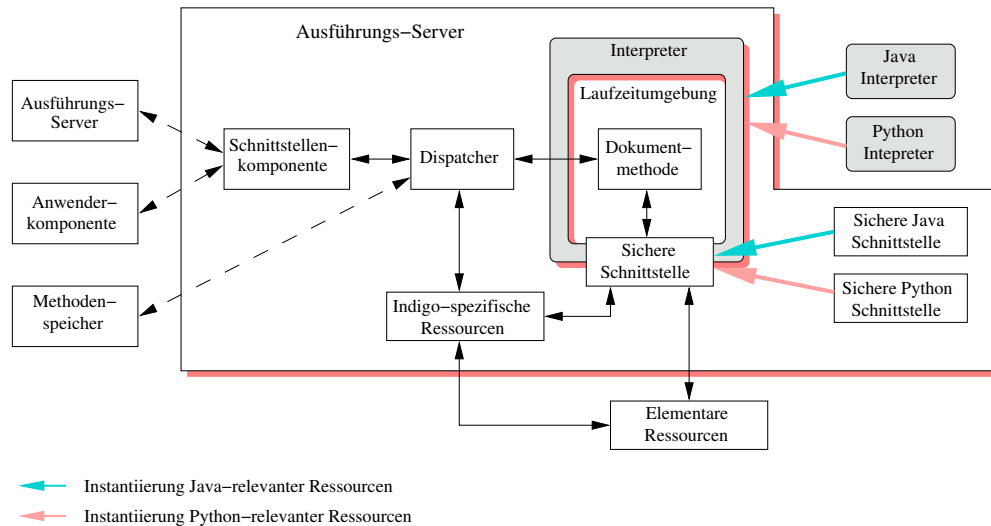 Ausführungs−Server
Interpreter
Java
Interpreter
Laufzeitumgebung
Ausführungs−
Server
Python
Intepreter
Schnittstellen−
komponente
Dispatcher
Dokument−
methode
Anwender−
komponente
Sichere Java
Schnittstelle
Sichere
Schnittstelle
Sichere Python
Schnittstelle
Methoden−
speicher
Indigo−spezifische
Ressourcen
Elementare
Ressourcen
Instantiierung Java−relevanter Ressourcen
Instantiierung Python−relevanter Ressourcen